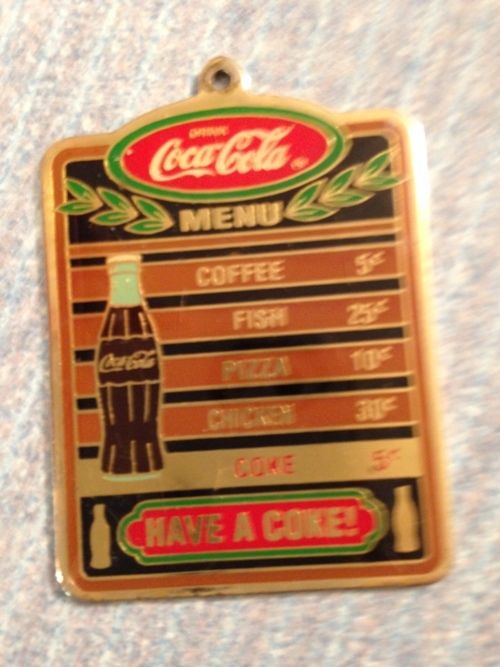 DRINK
Coca-Cola
MENU
COFFEE 5¢
FISH 25¢
PIZZA 10¢
CHICKEN 30¢
COKE 5¢
Coca-Cola
HAVE A COKE!